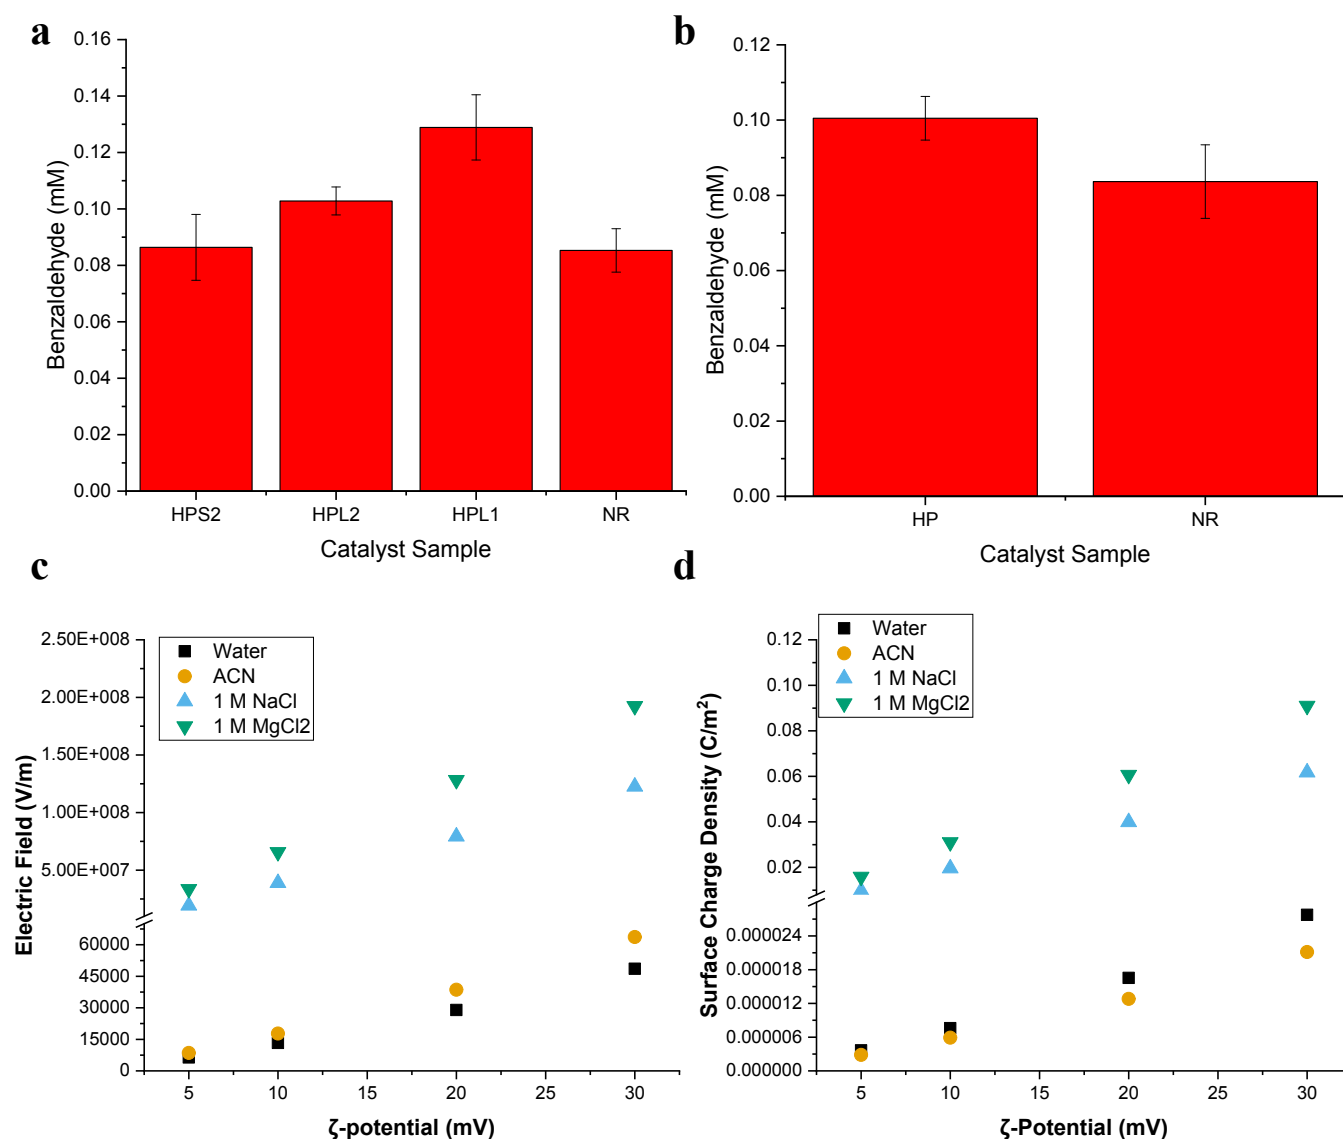 a
0.16
0.14
0.12
0.10
0.08
0.06
0.04
0.02
0.00
Benzaldehyde (mM)
HPS2 HPL2 HPL1 NR
Catalyst Sample
b
0.12
0.10
0.08
0.06
0.04
0.02
0.00
Benzaldehyde (mM)
HP NR
Catalyst Sample
c
2.50E+008
2.00E+008
1.50E+008
1.00E+008
5.00E+007
60000
45000
30000
15000
0
Electric Field (V/m)
Water
ACN
1 M NaCl
1 M MgCl2
5 10 15 20 25 30
ζ-potential (mV)
d
0.12
0.10
0.08
0.06
0.04
0.02
0.000024
0.000018
0.000012
0.000006
0.000000
Surface Charge Density (C/m²)
Water
ACN
1 M NaCl
1 M MgCl2
5 10 15 20 25 30
ζ-Potential (mV)